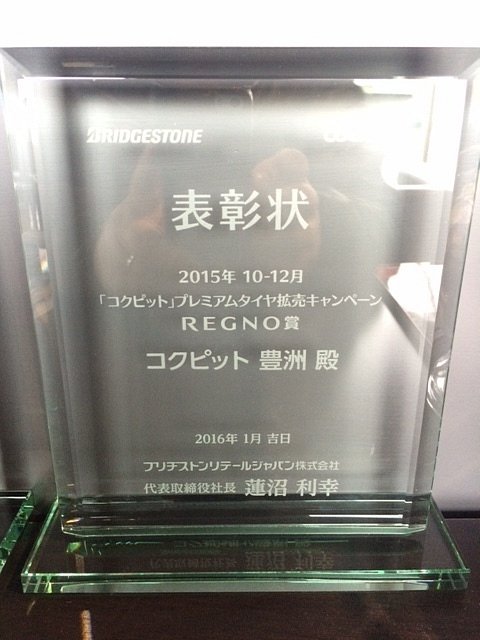 BRIDGESTONE
表彰状
2015年 10-12月
「コクピット」プレミアムタイヤ拡売キャンペーン
REGNO賞
コクピット 豊洲 殿
2016年 1月 吉日
ブリヂストンリテールジャパン株式会社
代表取締役社長 蓮沼 利幸